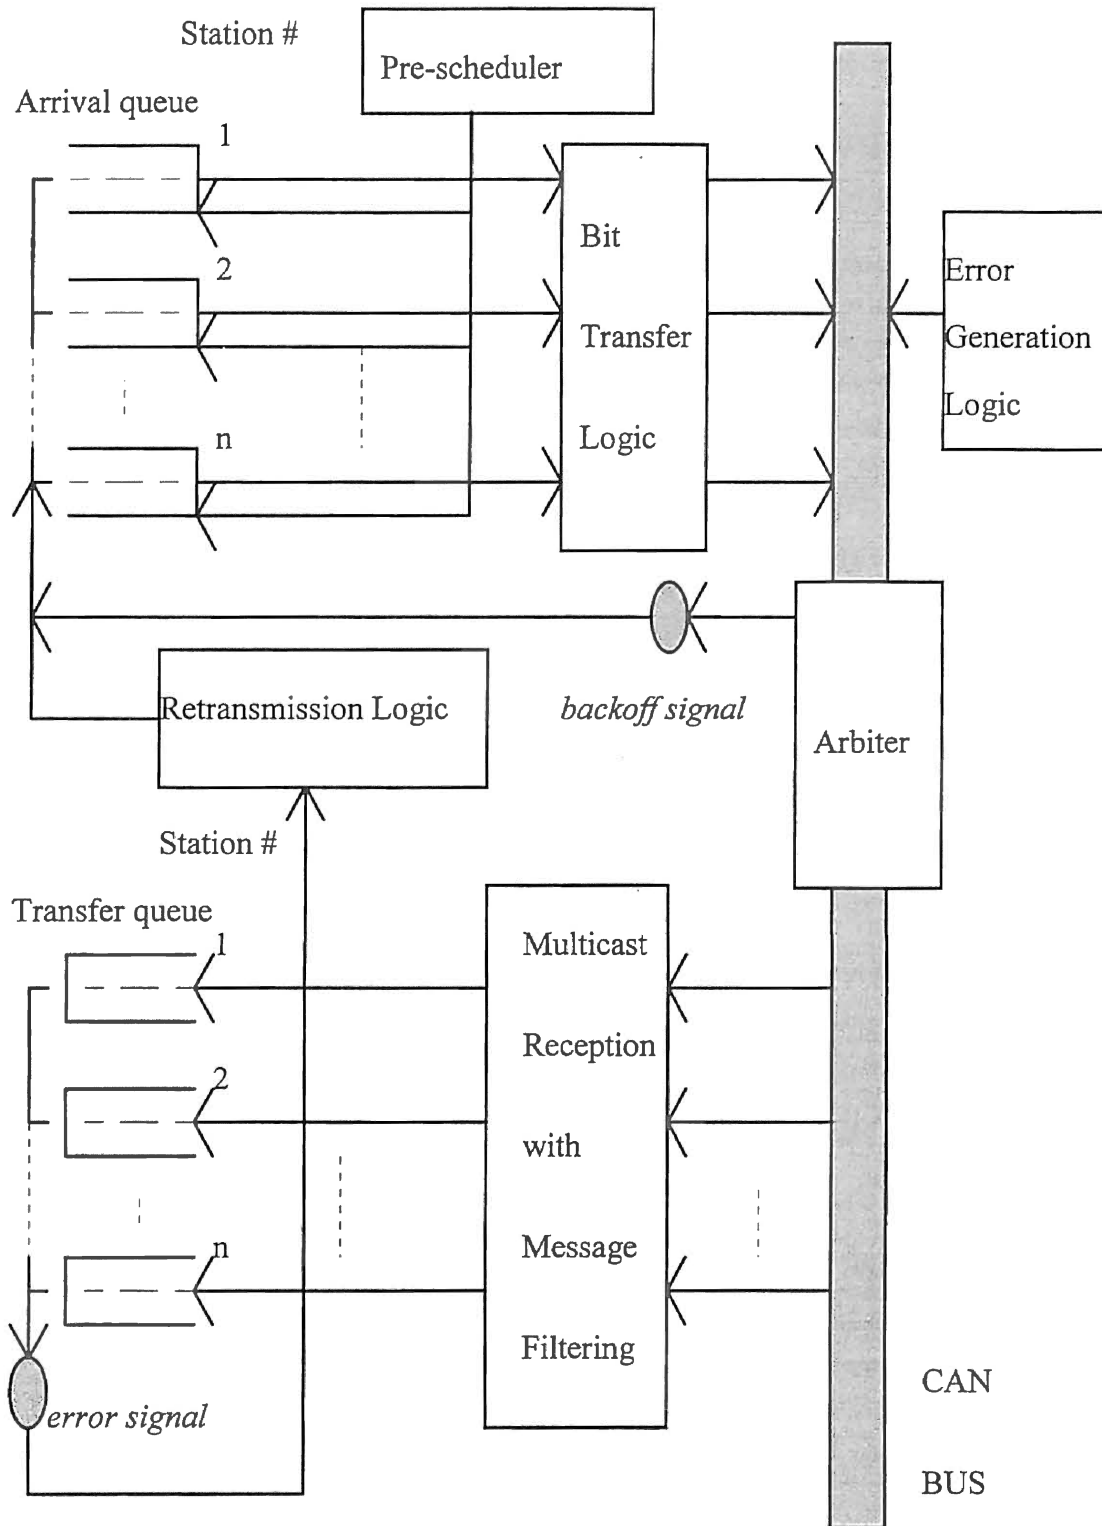 Station #
Pre-scheduler
Arrival queue
1
2
n
Bit
Transfer
Logic
Error
Generation
Logic
Retransmission Logic
backoff signal
Arbiter
Station #
Transfer queue
1
2
n
Multicast
Reception
with
Message
Filtering
error signal
CAN
BUS